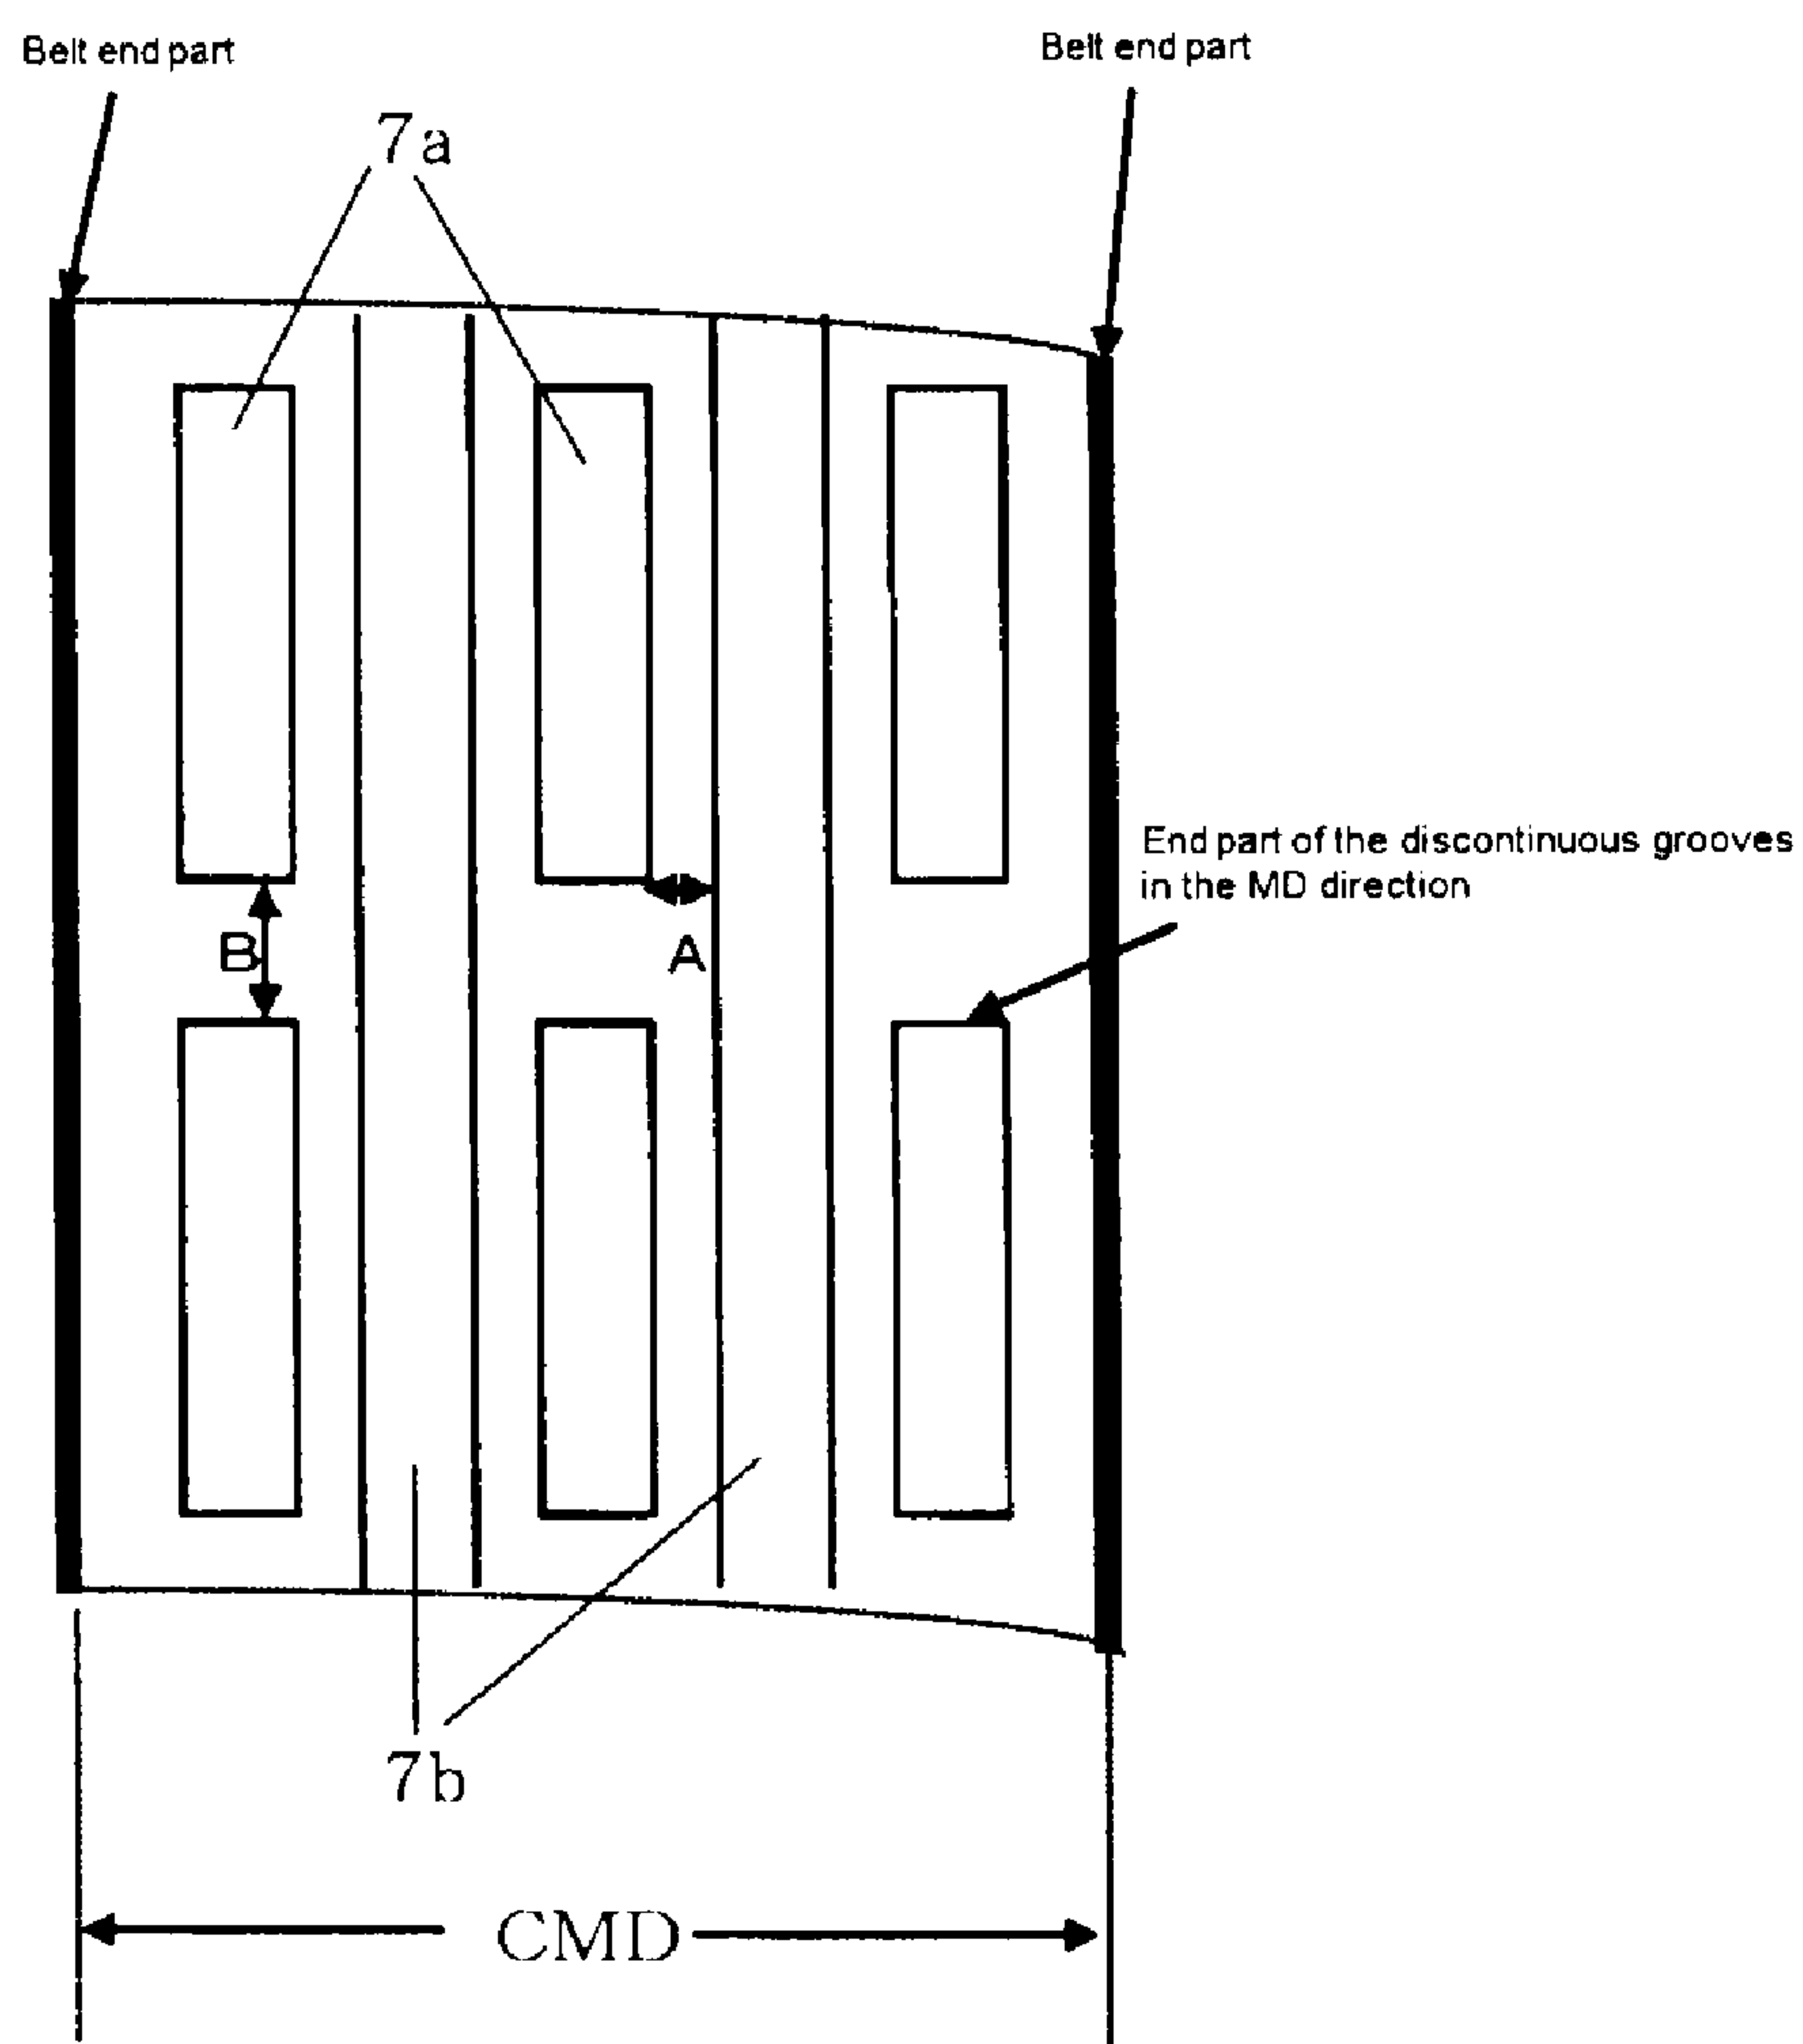 Belt end part
Belt end part
7a
End part of the discontinuous grooves
in the MD direction
B
A
7b
CMD